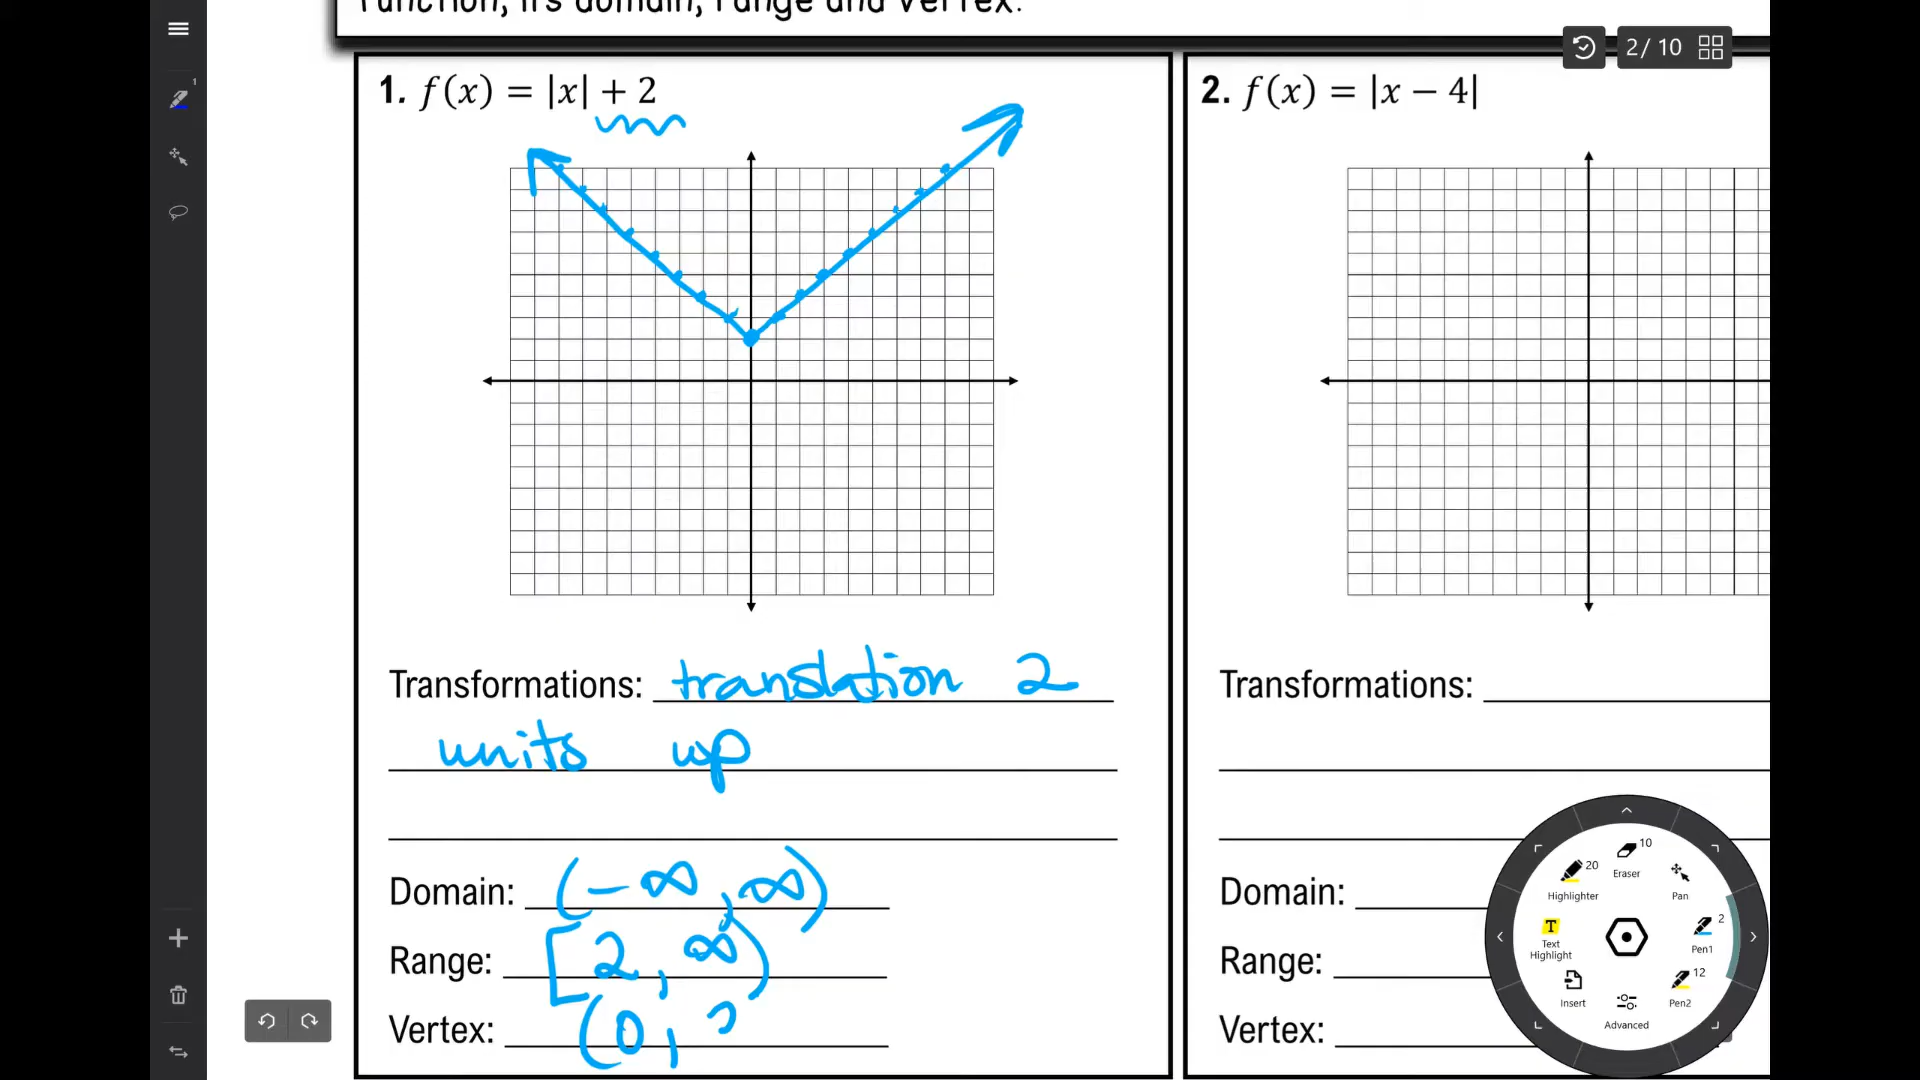 function, it's domain, range and vertex.
2/10
1. f(x) = |x| + 2
2. f(x) = |x − 4|
1
Transformations: translation 2
units up
Domain: (-∞, ∞)
Range: [2, ∞)
Vertex: (0,
Transformations:
Domain:
Range:
Vertex:
10
Eraser
20
Highlighter
Pan
T
Text
Highlight
2
Pen1
Insert
12
Pen2
Advanced